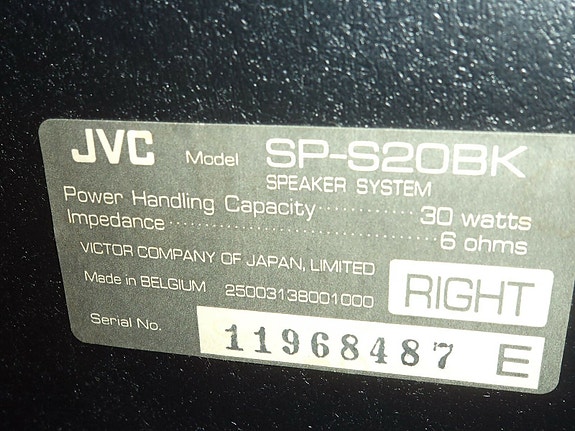 JVC Model SP-S20BK
SPEAKER SYSTEM
Power Handling Capacity ............ 30 watts
Impedance .................................... 6 ohms
VICTOR COMPANY OF JAPAN, LIMITED
Made in BELGIUM 25003138001000 RIGHT
Serial No. 11968487 E